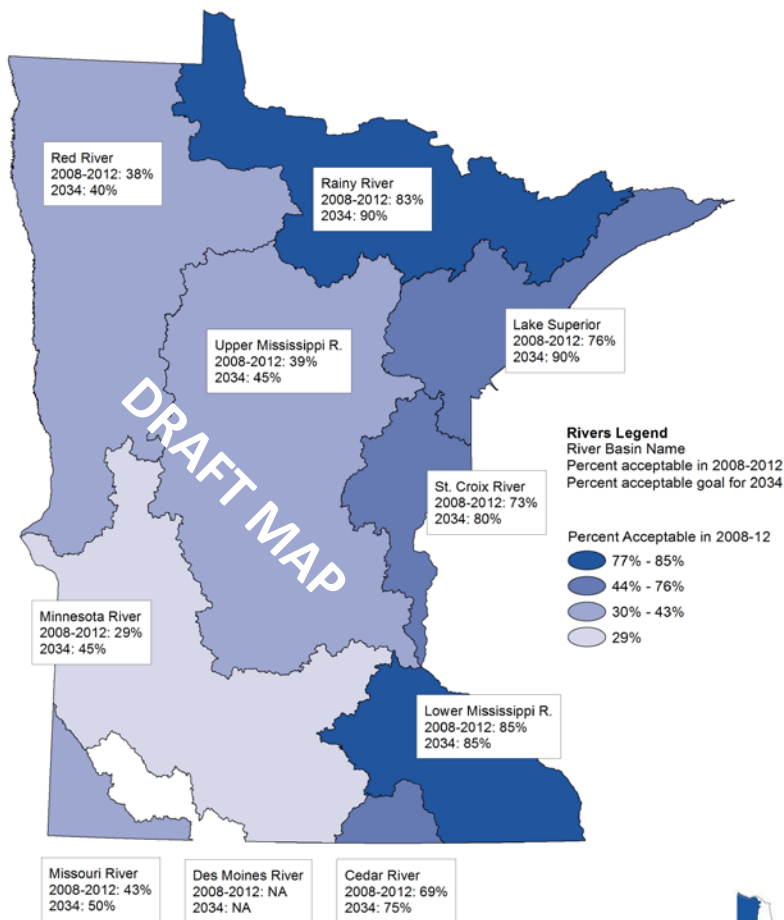 Red River
2008-2012: 38%
2034: 40%
Rainy River
2008-2012: 83%
2034: 90%
Lake Superior
2008-2012: 76%
2034: 90%
Upper Mississippi R.
2008-2012: 39%
2034: 45%
DRAFT MAP
Rivers Legend
River Basin Name
Percent acceptable in 2008-2012
Percent acceptable goal for 2034
St. Croix River
2008-2012: 73%
2034: 80%
Percent Acceptable in 2008-12
77% - 85%
44% - 76%
30% - 43%
29%
Minnesota River
2008-2012: 29%
2034: 45%
Lower Mississippi R.
2008-2012: 85%
2034: 85%
Missouri River
2008-2012: 43%
2034: 50%
Des Moines River
2008-2012: NA
2034: NA
Cedar River
2008-2012: 69%
2034: 75%